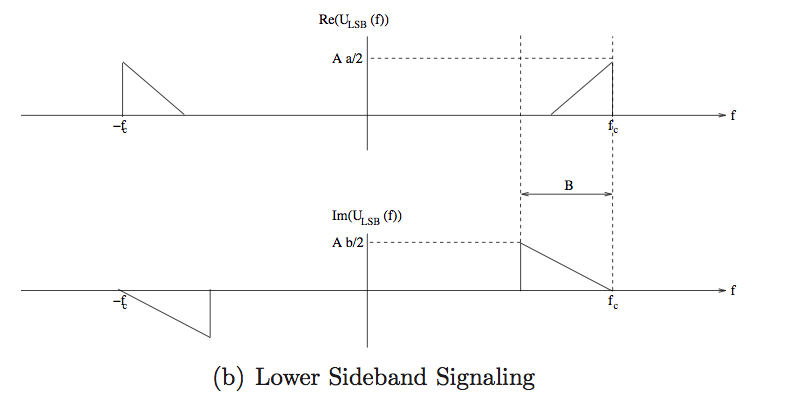 Re(U_LSB (f))
A a/2
f
−f_c
f_c
B
Im(U_LSB (f))
A b/2
f
−f_c
f_c
(b) Lower Sideband Signaling